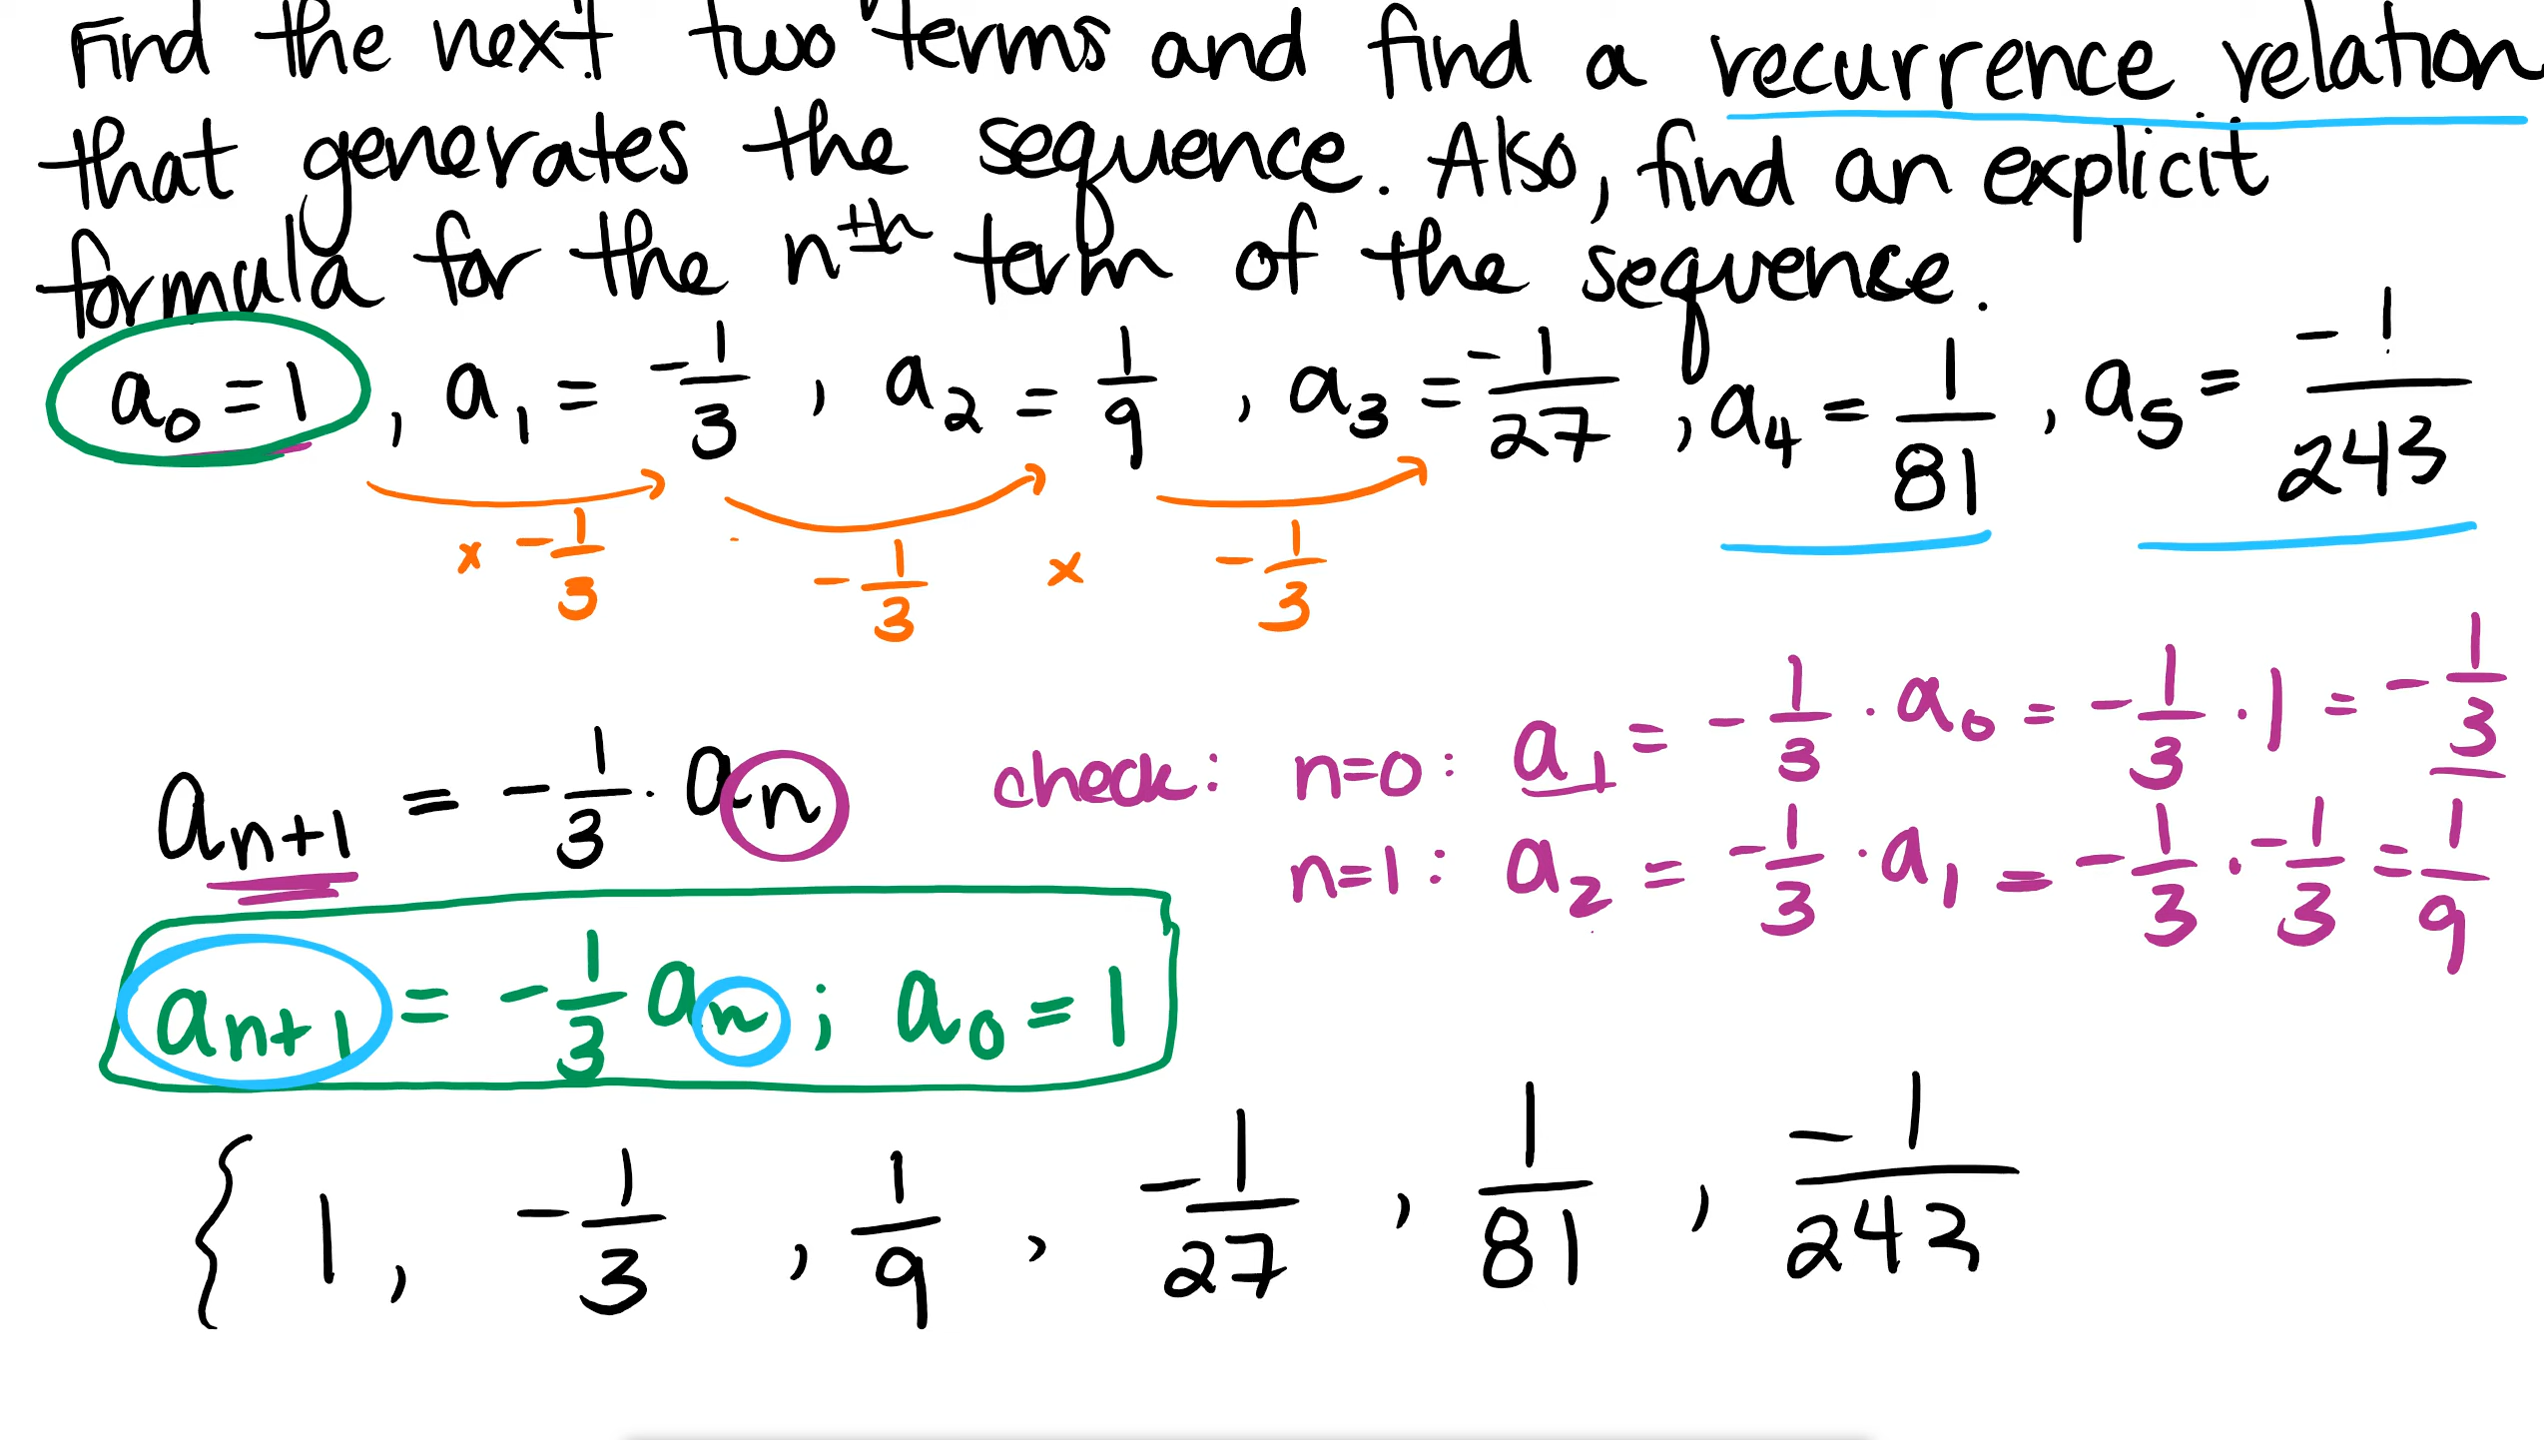 Find the next two terms and find a recurrence relation
that generates the sequence. Also, find an explicit
formula for the nᵗʰ term of the sequence.
a₀ = 1, a₁ = -1/3, a₂ = 1/9, a₃ = -1/27, a₄ = 1/81, a₅ = -1/243
× -1/3 -1/3 × -1/3
aₙ₊₁ = -1/3 · aₙ
check: n=0: a₁ = -1/3 · a₀ = -1/3 · 1 = -1/3
n=1: a₂ = -1/3 · a₁ = -1/3 · -1/3 = 1/9
aₙ₊₁ = -1/3 aₙ ; a₀ = 1
{ 1, -1/3, 1/9, -1/27, 1/81, -1/243